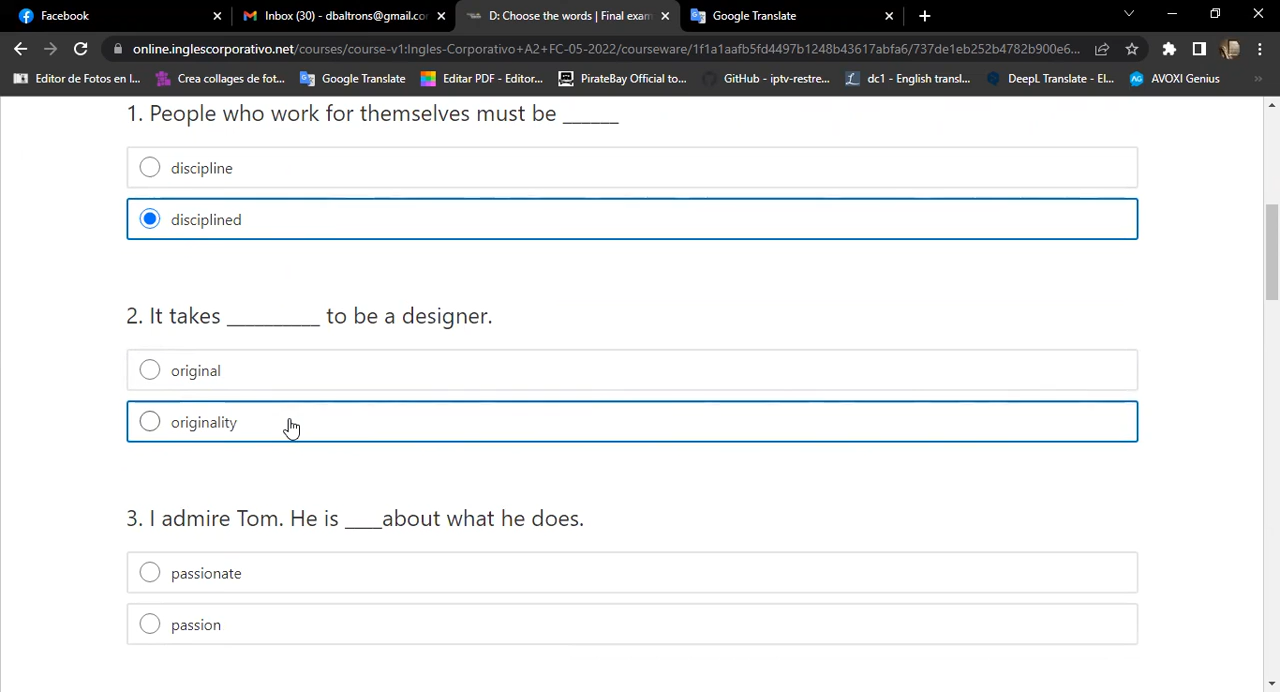 Facebook
Inbox (30) - dbaltrons@gmail.co
D: Choose the words | Final exam
Google Translate
online.inglescorporativo.net/courses/course-v1:Ingles-Corporativo+A2+FC-05-2022/courseware/1f1a1aafb5fd4497b1248b43617abfa6/737de1eb252b4782b900e6...
Editor de Fotos en l...
Crea collages de fot...
Google Translate
Editar PDF - Editor...
PirateBay Official to...
GitHub - iptv-restre...
dc1 - English transl...
DeepL Translate - El...
AG AVOXI Genius
»
1. People who work for themselves must be ______
discipline
disciplined
2. It takes __________ to be a designer.
original
originality
3. I admire Tom. He is ____about what he does.
passionate
passion